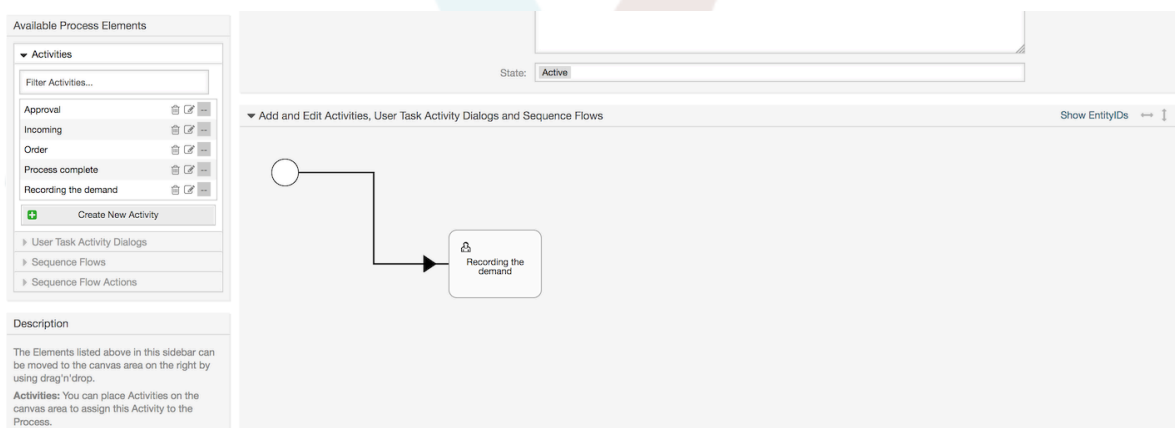 Available Process Elements
Activities
Filter Activities...
Approval
Incoming
Order
Process complete
Recording the demand
Create New Activity
User Task Activity Dialogs
Sequence Flows
Sequence Flow Actions
Description
The Elements listed above in this sidebar can
be moved to the canvas area on the right by
using drag'n'drop.
Activities: You can place Activities on the
canvas area to assign this Activity to the
Process.
State: Active
Add and Edit Activities, User Task Activity Dialogs and Sequence Flows
Show EntityIDs
Recording the
demand